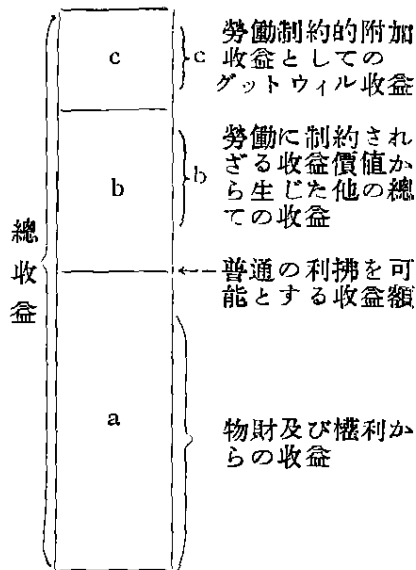 總收益
c
c
勞働制約的附加
收益としての
グットウィル收益
b
b
勞働に制約され
ざる收益價値か
ら生じた他の總
ての收益
普通の利拂を可
能とする收益額
a
物財及び權利か
らの收益